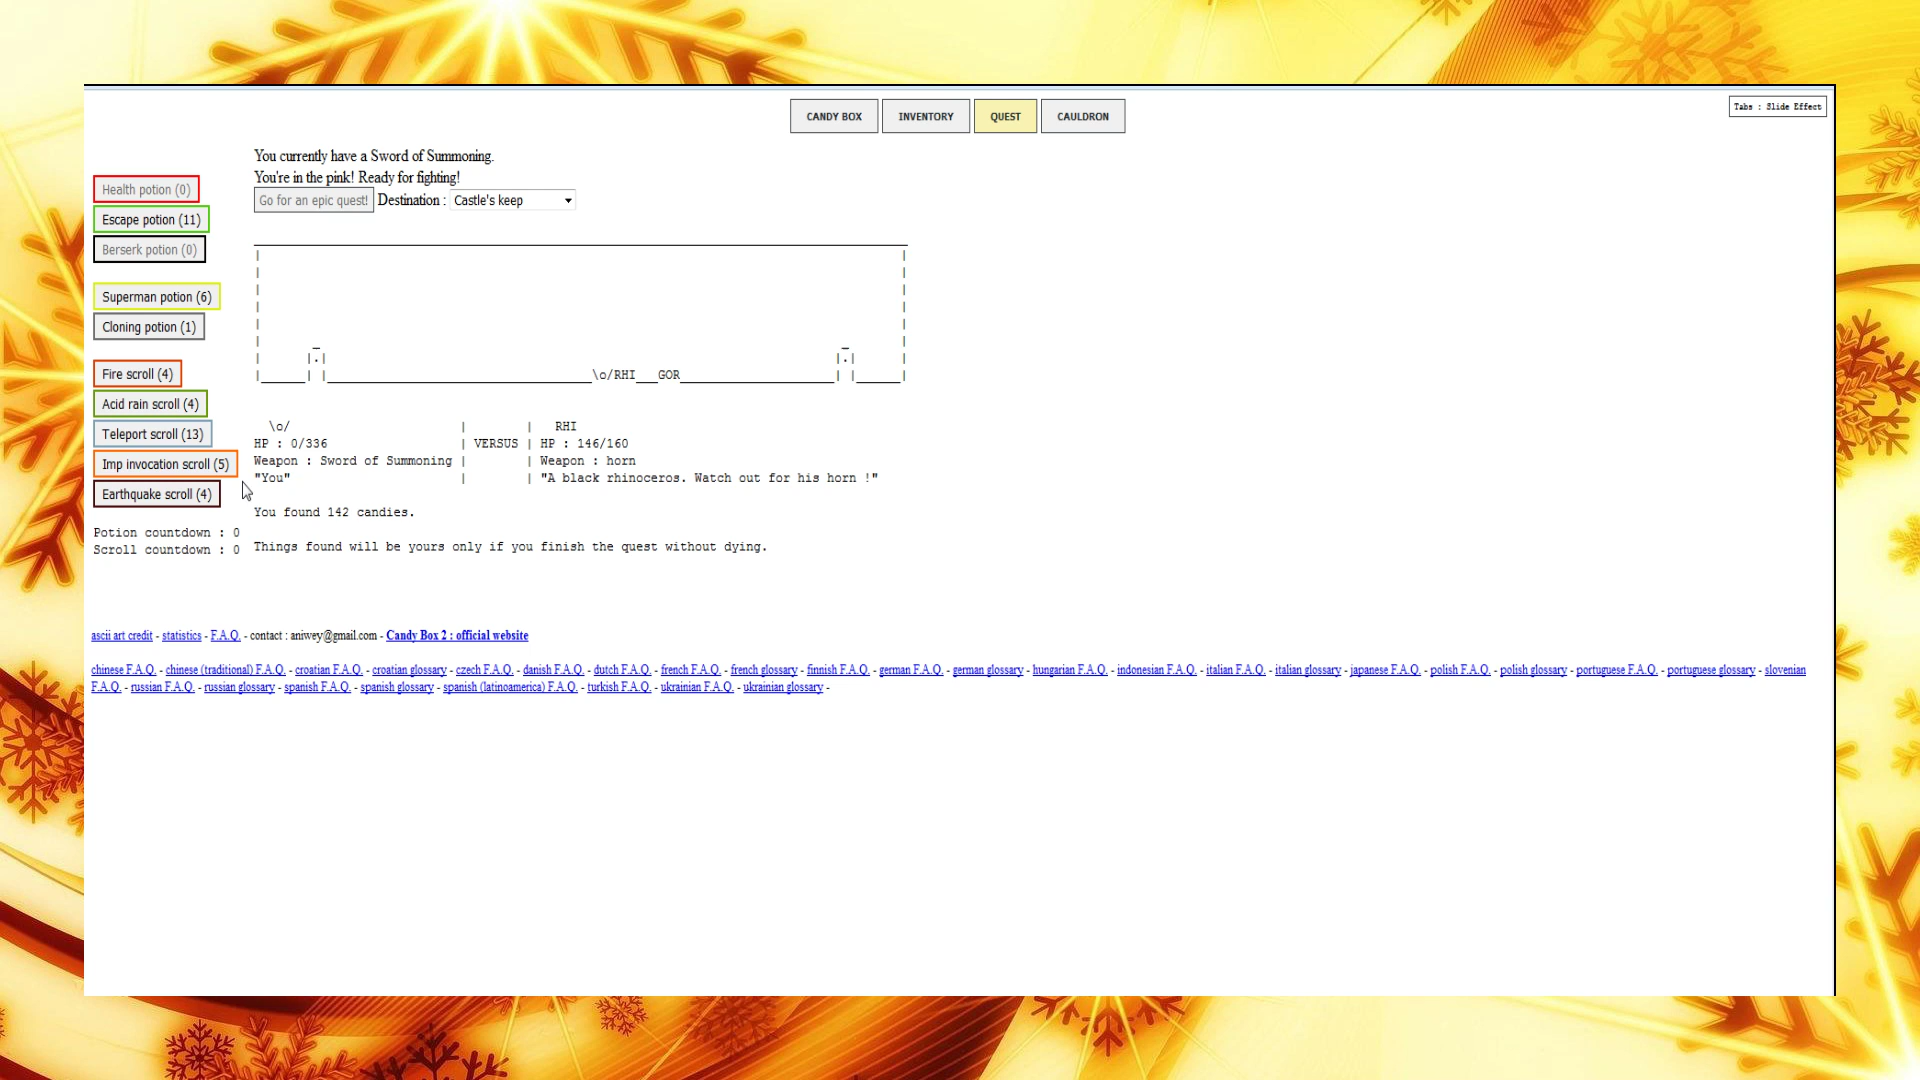 CANDY BOX INVENTORY QUEST CAULDRON
Tabs : Slide Effect
You currently have a Sword of Summoning.
You're in the pink! Ready for fighting!
Go for an epic quest! Destination : Castle's keep
Health potion (0)
Escape potion (11)
Berserk potion (0)
Superman potion (6)
Cloning potion (1)
Fire scroll (4)
Acid rain scroll (4)
Teleport scroll (13)
Imp invocation scroll (5)
Earthquake scroll (4)
Potion countdown : 0
Scroll countdown : 0
\o/RHI___GOR
\o/ | | RHI
HP : 0/336 | VERSUS | HP : 146/160
Weapon : Sword of Summoning | | Weapon : horn
"You" | | "A black rhinoceros. Watch out for his horn !"
You found 142 candies.
Things found will be yours only if you finish the quest without dying.
ascii art credit - statistics - F.A.Q. - contact : aniwey@gmail.com - Candy Box 2 : official website
chinese F.A.Q. - chinese (traditional) F.A.Q. - croatian F.A.Q. - croatian glossary - czech F.A.Q. - danish F.A.Q. - dutch F.A.Q. - french F.A.Q. - french glossary - finnish F.A.Q. - german F.A.Q. - german glossary - hungarian F.A.Q. - indonesian F.A.Q. - italian F.A.Q. - italian glossary - japanese F.A.Q. - polish F.A.Q. - polish glossary - portuguese F.A.Q. - portuguese glossary - slovenian
F.A.Q. - russian F.A.Q. - russian glossary - spanish F.A.Q. - spanish glossary - spanish (latinoamerica) F.A.Q. - turkish F.A.Q. - ukrainian F.A.Q. - ukrainian glossary -